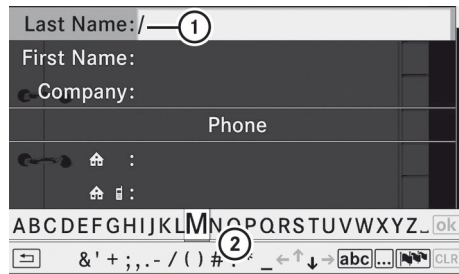 Last Name:/ 1
First Name:
Company:
Phone
:
:
ABCDEFGHIJKLMNOPQRSTUVWXYZ_ ok
2
&'+;,.-/()#:*_←↑↓→ abc ... CLR